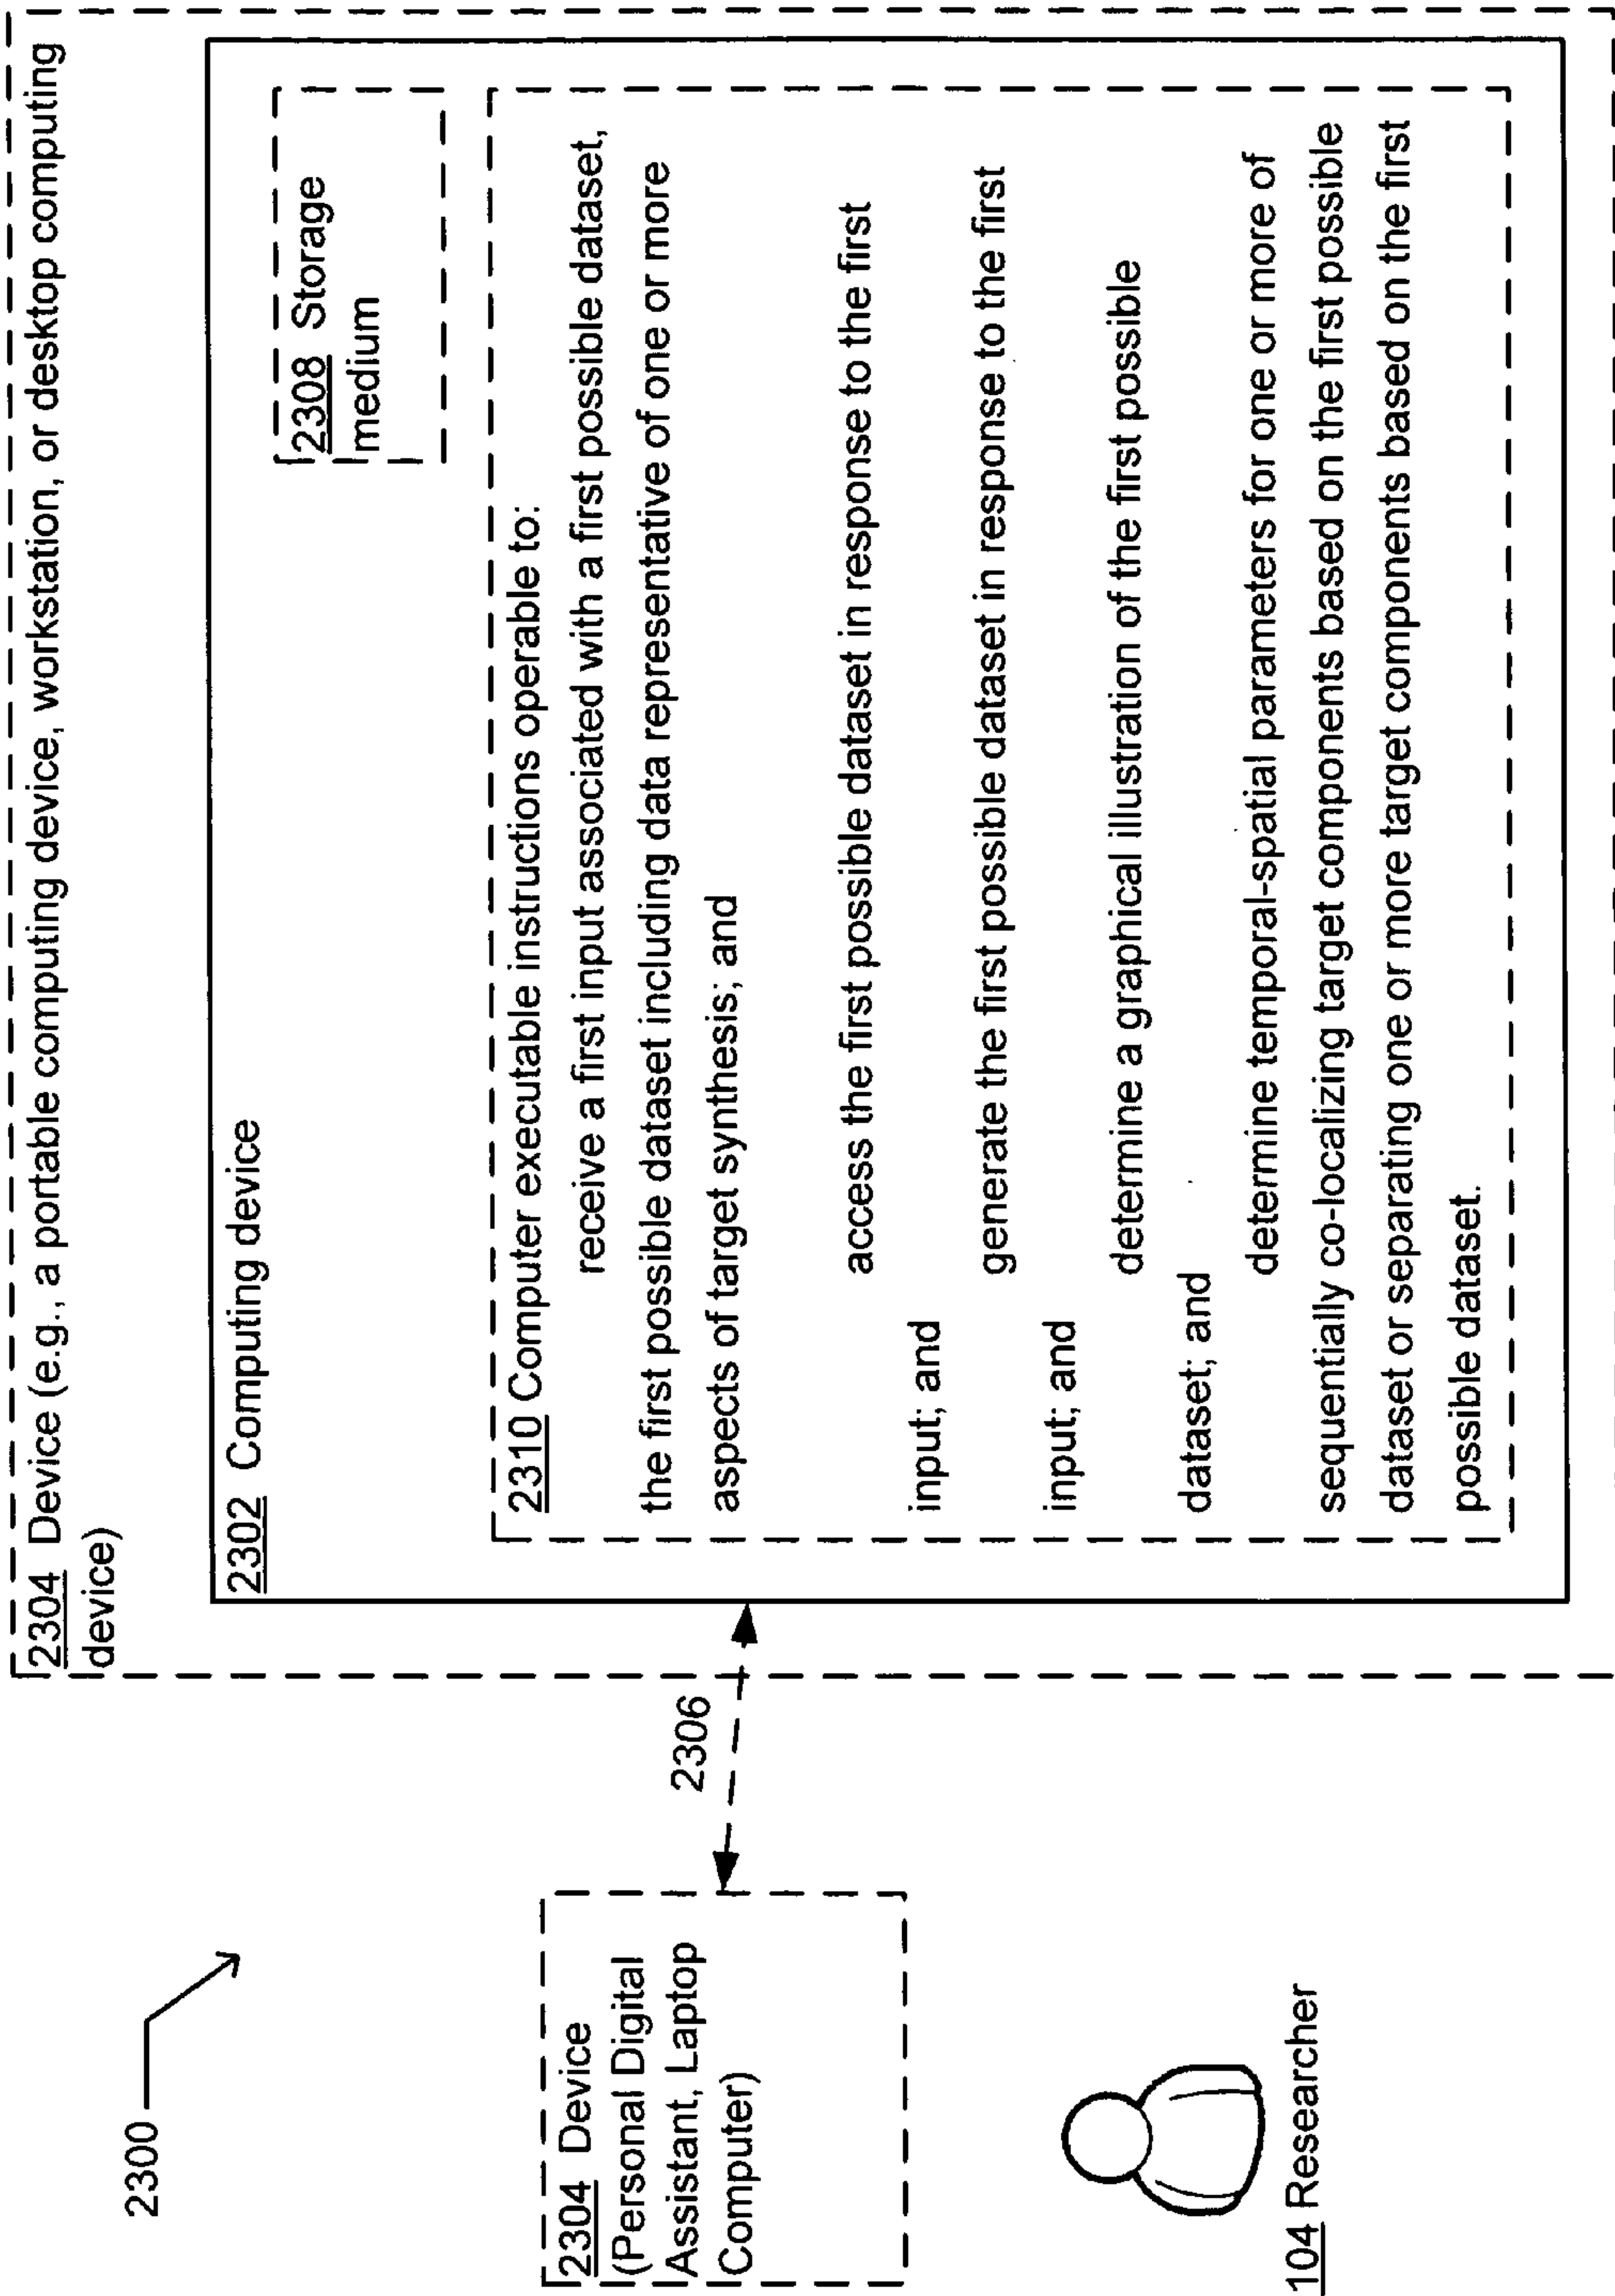 2300
2304 Device (e.g., a portable computing device, workstation, or desktop computing
device)
2302 Computing device
2308 Storage
medium
2310 Computer executable instructions operable to:
receive a first input associated with a first possible dataset,
the first possible dataset including data representative of one or more
aspects of target synthesis; and
access the first possible dataset in response to the first
input; and
generate the first possible dataset in response to the first
input; and
determine a graphical illustration of the first possible
dataset; and
determine temporal-spatial parameters for one or more of
sequentially co-localizing target components based on the first possible
dataset or separating one or more target components based on the first
possible dataset.
2306
2304 Device
(Personal Digital
Assistant, Laptop
Computer)
104 Researcher